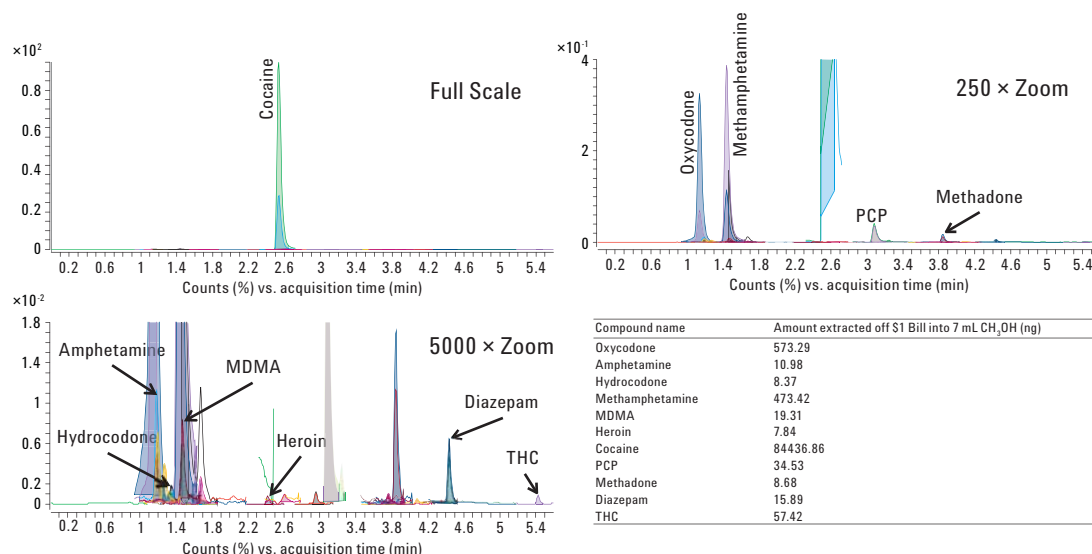 ×10²
0.8
0.6
0.4
0.2
0
Cocaine
Full Scale
0.2 0.6 1 1.4 1.8 2.2 2.6 3 3.4 3.8 4.2 4.6 5 5.4
Counts (%) vs. acquisition time (min)
×10⁻¹
4
2
0
Oxycodone
Methamphetamine
250 × Zoom
PCP
Methadone
0.2 0.6 1 1.4 1.8 2.2 2.6 3 3.4 3.8 4.2 4.6 5 5.4
Counts (%) vs. acquisition time (min)
×10⁻²
1.8
1.4
1
0.6
0.2
0
Amphetamine
Hydrocodone
MDMA
5000 × Zoom
Heroin
Diazepam
THC
0.2 0.6 1 1.4 1.8 2.2 2.6 3 3.4 3.8 4.2 4.6 5 5.4
Counts (%) vs. acquisition time (min)
Compound name Amount extracted off $1 Bill into 7 mL CH₃OH (ng)
Oxycodone 573.29
Amphetamine 10.98
Hydrocodone 8.37
Methamphetamine 473.42
MDMA 19.31
Heroin 7.84
Cocaine 84436.86
PCP 34.53
Methadone 8.68
Diazepam 15.89
THC 57.42